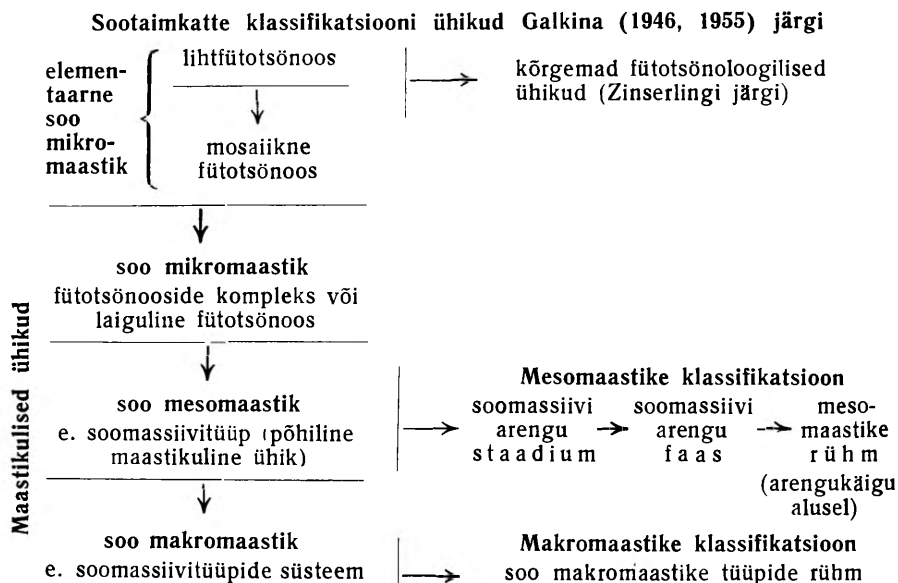 Sootaimkatte klassifikatsiooni ühikud Galkina (1946, 1955) järgi
elemen-
taarne
soo
mikro-
maastik
lihtfütotsönoos
mosaiikne
fütotsönoos
kõrgemad fütotsönoloogilised
ühikud (Zinserlingi järgi)
Maastikulised ühikud
soo mikromaastik
fütotsönooside kompleks või
laiguline fütotsönoos
soo mesomaastik
e. soomassiivitüüp (põhiline
maastikuline ühik)
Mesomaastike klassifikatsioon
soomassiivi
arengu
staadium
soomassiivi
arengu
faas
meso-
maastike
rühm
(arengukäigu
alusel)
soo makromaastik
e. soomassiivitüüpide süsteem
Makromaastike klassifikatsioon
soo makromaastike tüüpide rühm